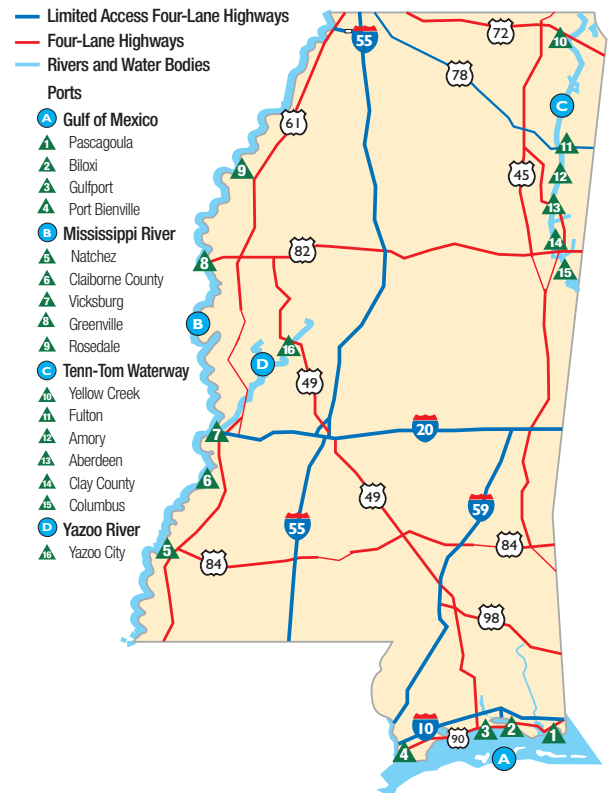 Limited Access Four-Lane Highways
Four-Lane Highways
Rivers and Water Bodies
Ports
A Gulf of Mexico
1 Pascagoula
2 Biloxi
3 Gulfport
4 Port Bienville
B Mississippi River
5 Natchez
6 Claiborne County
7 Vicksburg
8 Greenville
9 Rosedale
C Tenn-Tom Waterway
10 Yellow Creek
11 Fulton
12 Amory
13 Aberdeen
14 Clay County
15 Columbus
D Yazoo River
16 Yazoo City
72
10
55
78
C
61
11
9
45
12
13
14
82
8
15
B
16
D
49
7
20
6
49
59
55
5
84
84
98
10
90
3
2
1
4
A